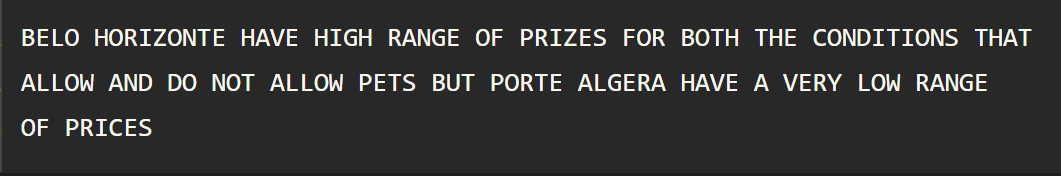 BELO HORIZONTE HAVE HIGH RANGE OF PRIZES FOR BOTH THE CONDITIONS THAT
ALLOW AND DO NOT ALLOW PETS BUT PORTE ALGERA HAVE A VERY LOW RANGE
OF PRICES